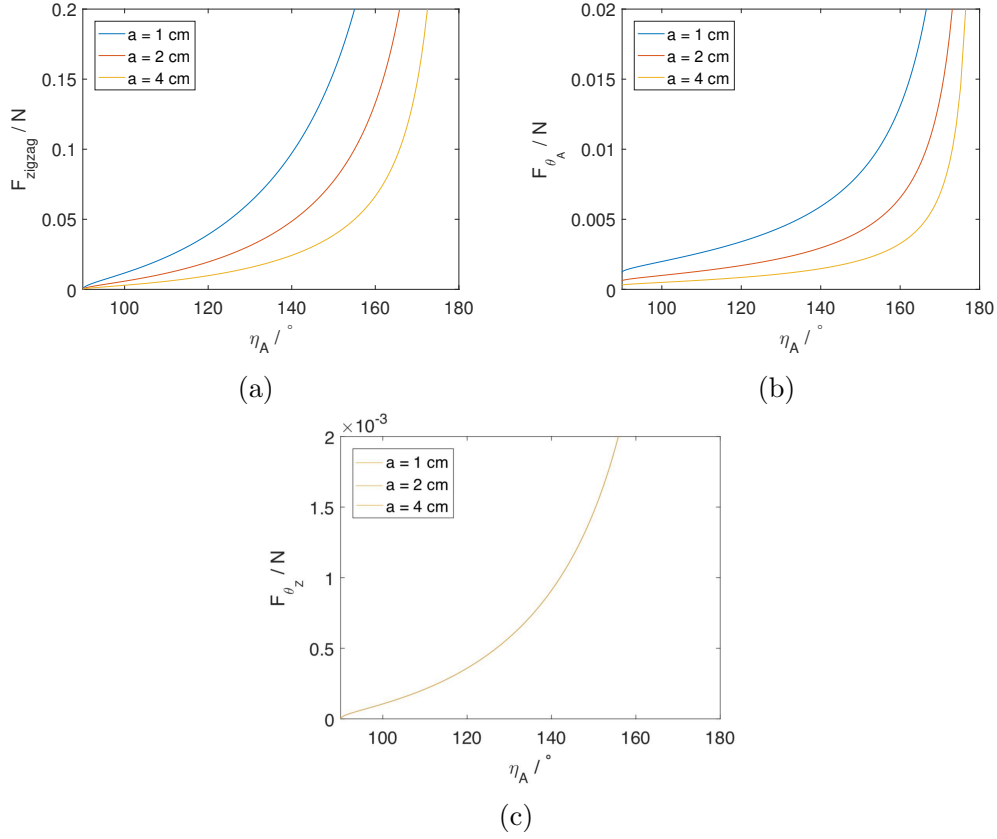 0.2
0.15
0.1
0.05
0
F_zigzag / N
a = 1 cm
a = 2 cm
a = 4 cm
100 120 140 160 180
η_A / °
(a)
0.02
0.015
0.01
0.005
0
F_θ_A / N
a = 1 cm
a = 2 cm
a = 4 cm
100 120 140 160 180
η_A / °
(b)
×10⁻³
2
1.5
1
0.5
0
F_θ_Z / N
a = 1 cm
a = 2 cm
a = 4 cm
100 120 140 160 180
η_A / °
(c)